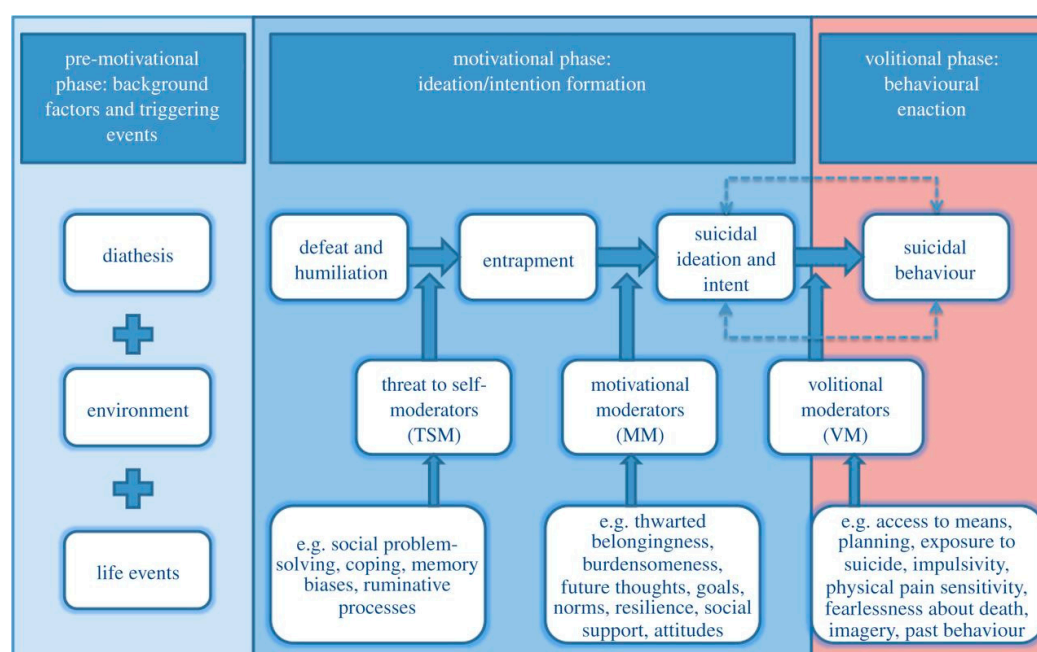 pre-motivational
phase: background
factors and triggering
events
motivational phase:
ideation/intention formation
volitional phase:
behavioural
enaction
diathesis
environment
life events
defeat and
humiliation
entrapment
suicidal
ideation and
intent
suicidal
behaviour
threat to self-
moderators
(TSM)
motivational
moderators
(MM)
volitional
moderators
(VM)
e.g. social problem-
solving, coping, memory
biases, ruminative
processes
e.g. thwarted
belongingness,
burdensomeness,
future thoughts, goals,
norms, resilience, social
support, attitudes
e.g. access to means,
planning, exposure to
suicide, impulsivity,
physical pain sensitivity,
fearlessness about death,
imagery, past behaviour